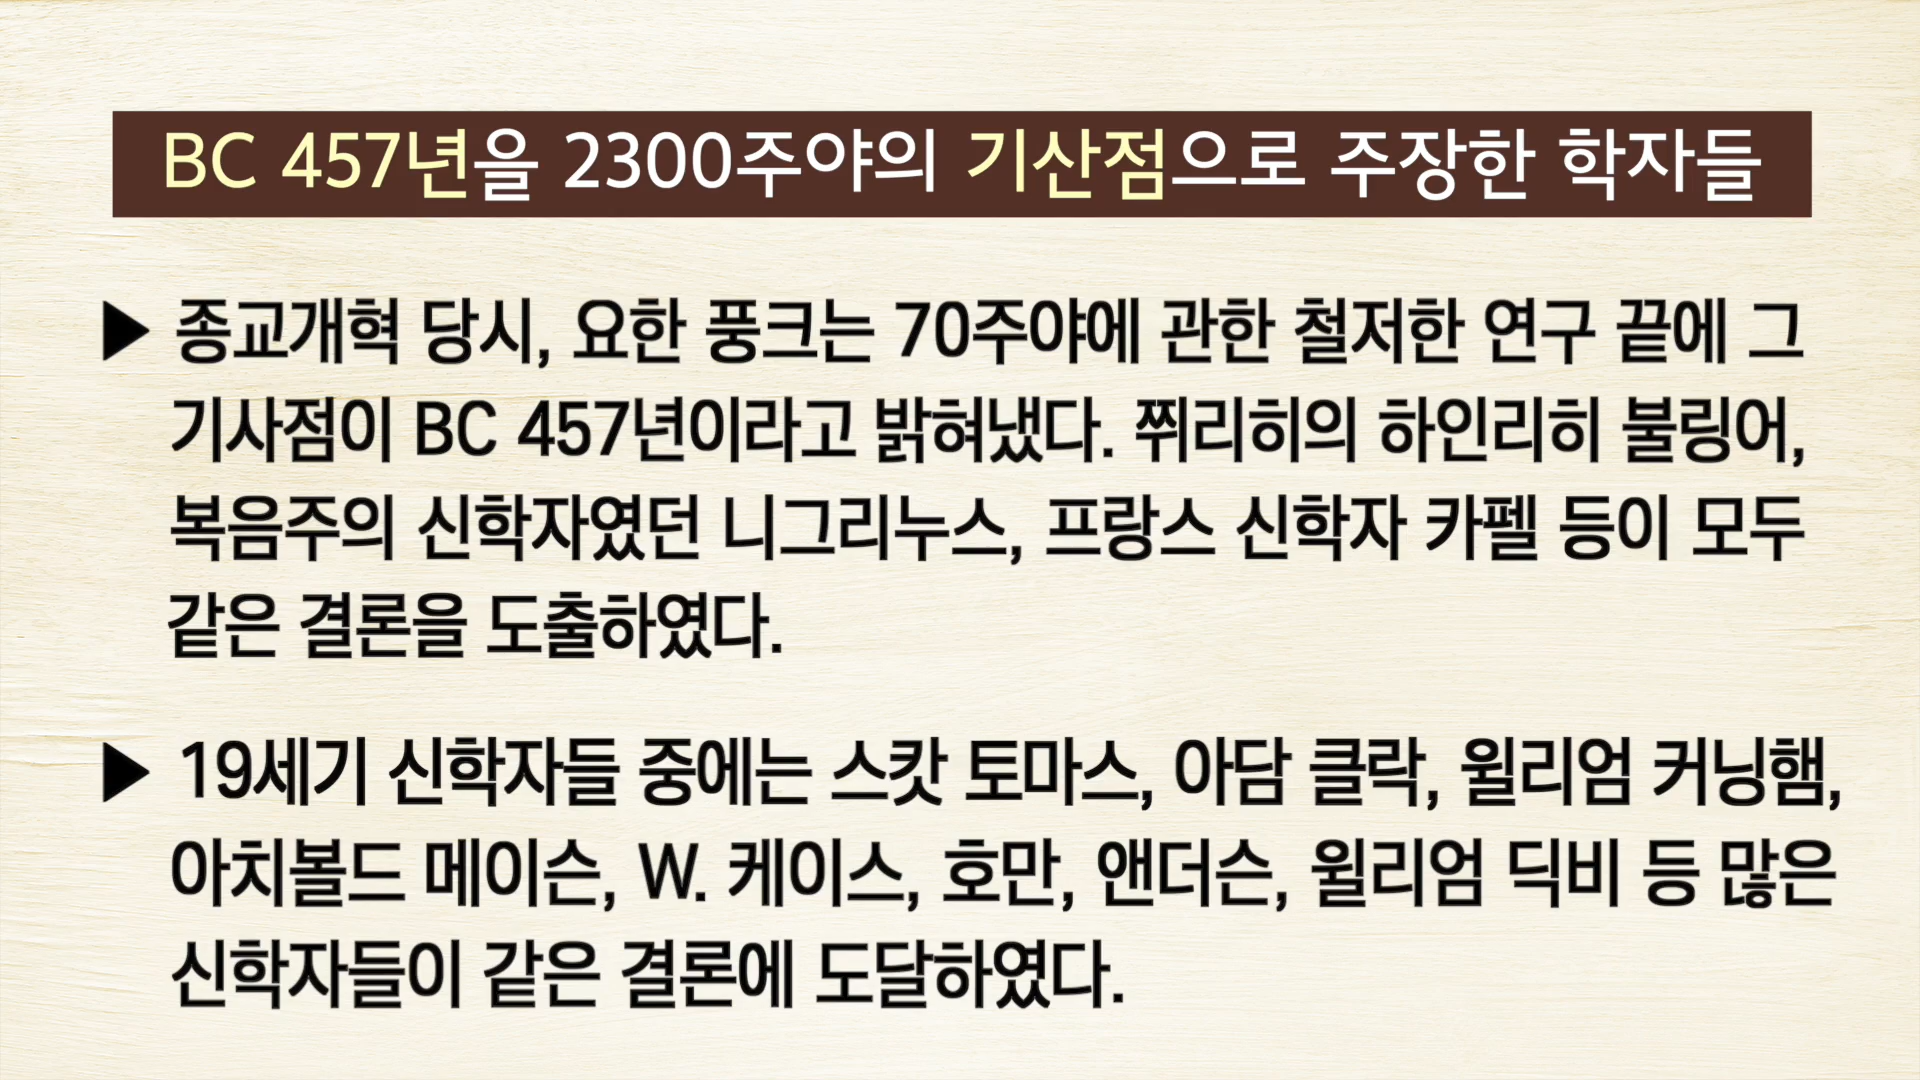 BC 457년을 2300주야의 기산점으로 주장한 학자들
▶ 종교개혁 당시, 요한 풍크는 70주야에 관한 철저한 연구 끝에 그
기사점이 BC 457년이라고 밝혀냈다. 쮜리히의 하인리히 불링어,
복음주의 신학자였던 니그리누스, 프랑스 신학자 카펠 등이 모두
같은 결론을 도출하였다.
▶ 19세기 신학자들 중에는 스캇 토마스, 아담 클락, 윌리엄 커닝햄,
아치볼드 메이슨, W. 케이스, 호만, 앤더슨, 윌리엄 딕비 등 많은
신학자들이 같은 결론에 도달하였다.